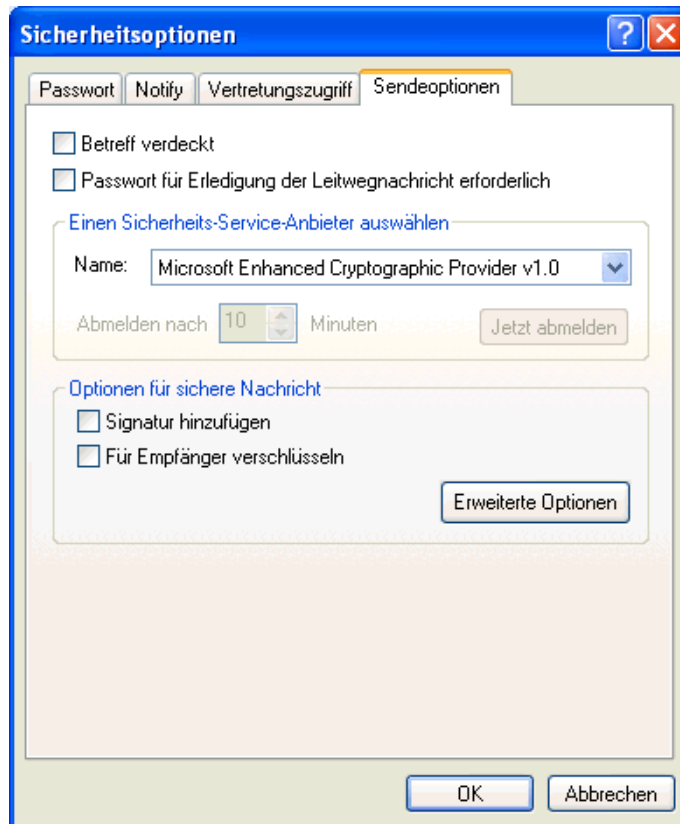 Sicherheitsoptionen
Passwort Notify Vertretungszugriff Sendeoptionen
Betreff verdeckt
Passwort für Erledigung der Leitwegnachricht erforderlich
Einen Sicherheits-Service-Anbieter auswählen
Name: Microsoft Enhanced Cryptographic Provider v1.0
Abmelden nach 10 Minuten Jetzt abmelden
Optionen für sichere Nachricht
Signatur hinzufügen
Für Empfänger verschlüsseln
Erweiterte Optionen
OK Abbrechen